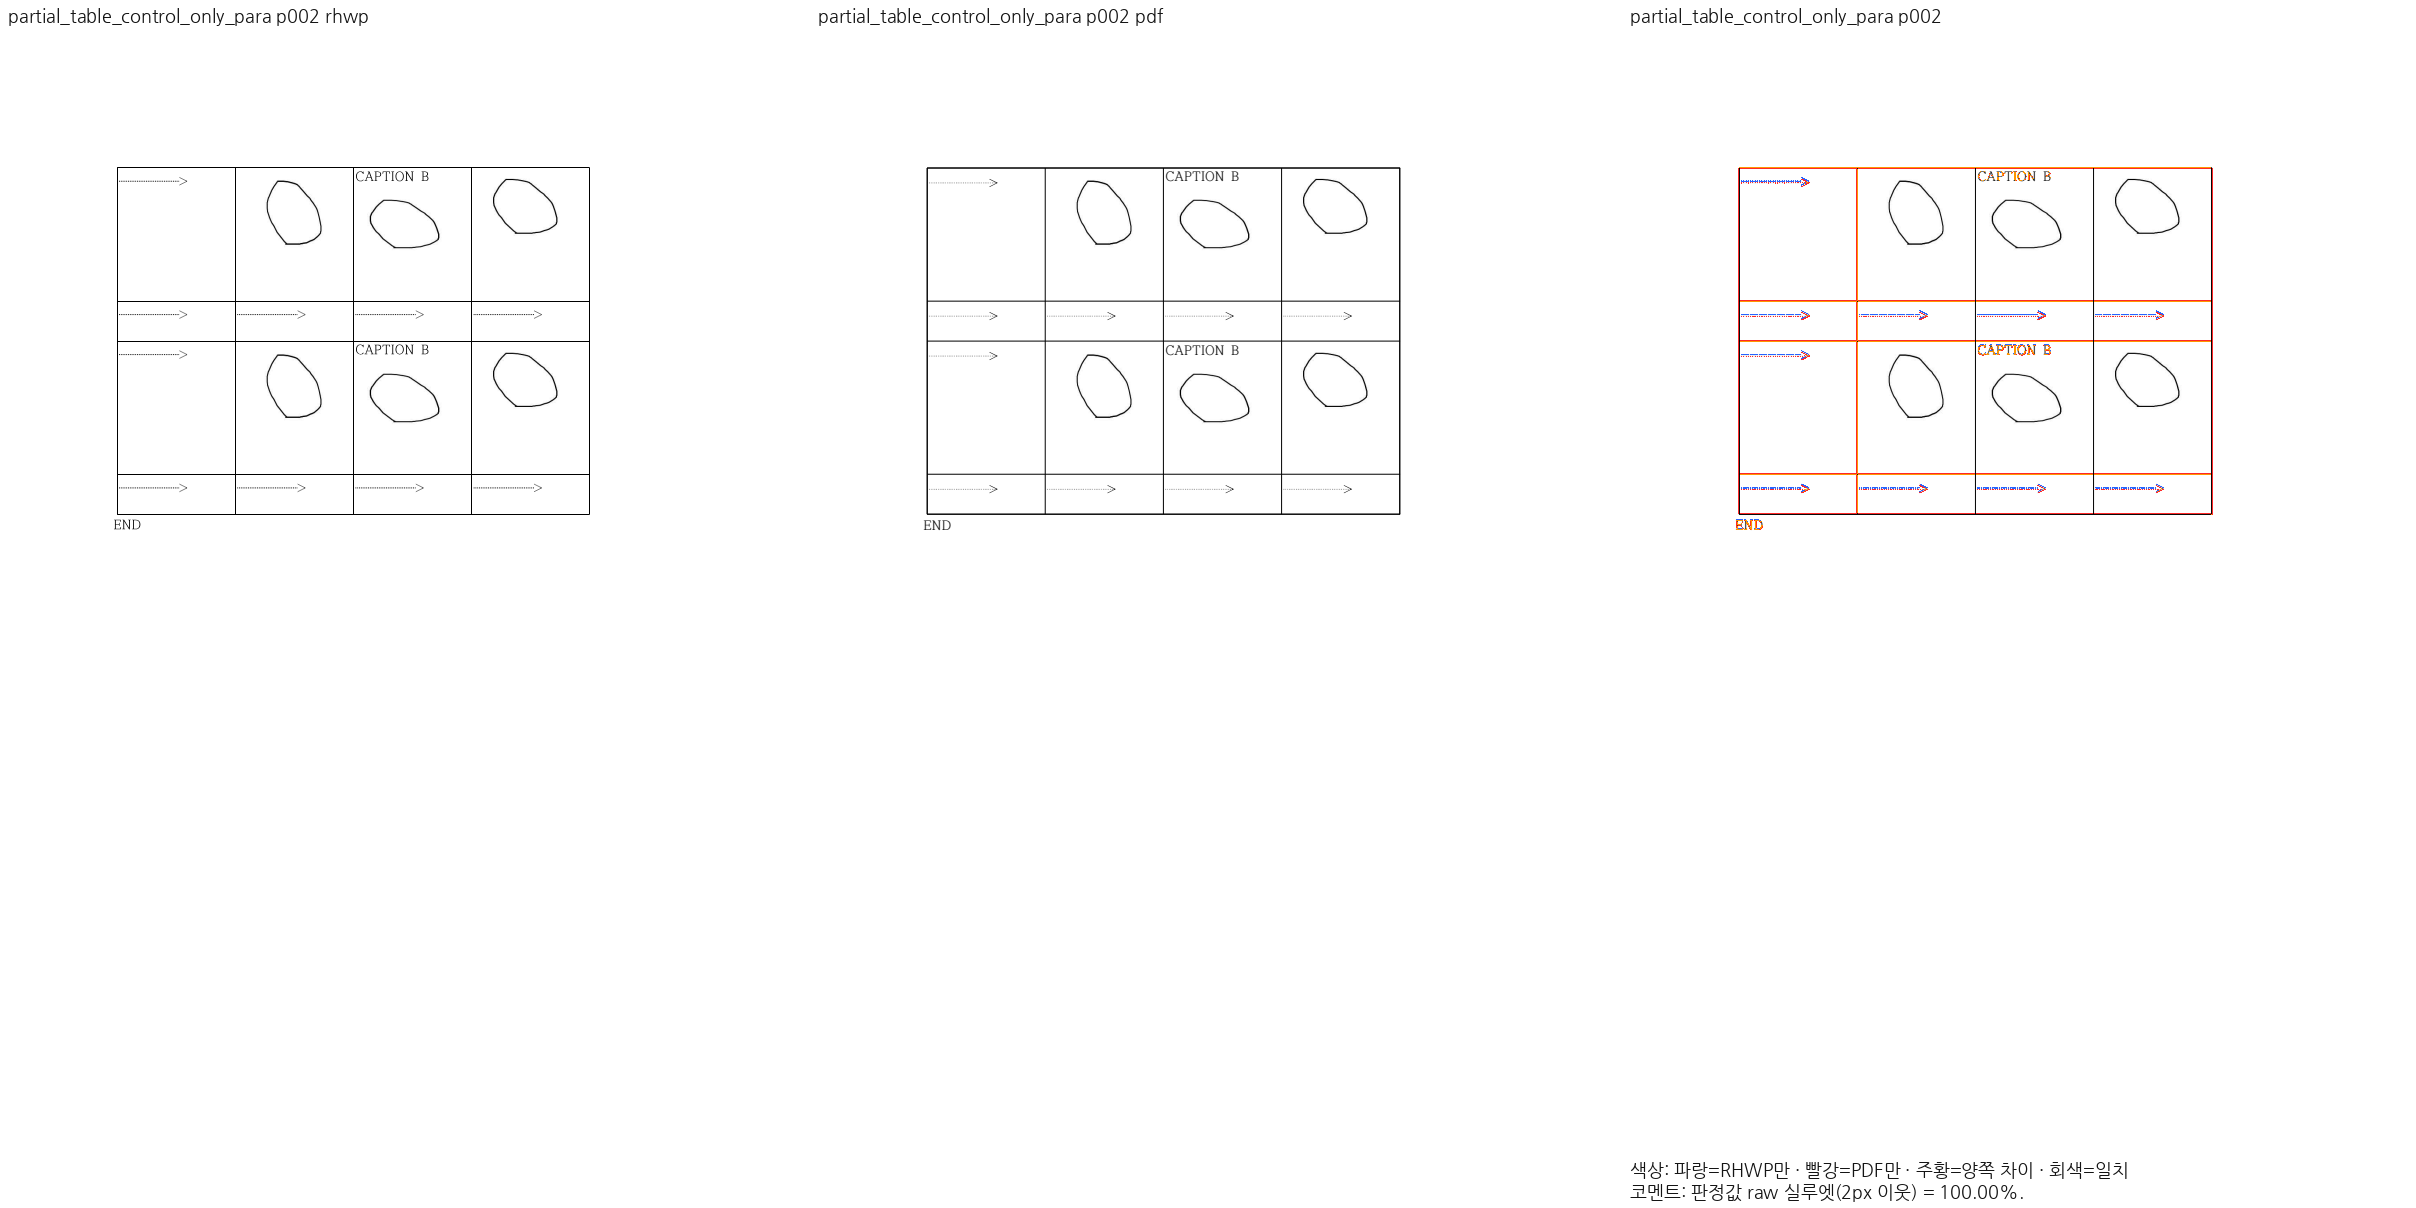 partial_table_control_only_para p002 rhwp
partial_table_control_only_para p002 pdf
partial_table_control_only_para p002
CAPTION B
CAPTION B
END
CAPTION B
CAPTION B
END
CAPTION B
CAPTION B
END
색상: 파랑=RHWP만 · 빨강=PDF만 · 주황=양쪽 차이 · 회색=일치
코멘트: 판정값 raw 실루엣(2px 이웃) = 100.00%.